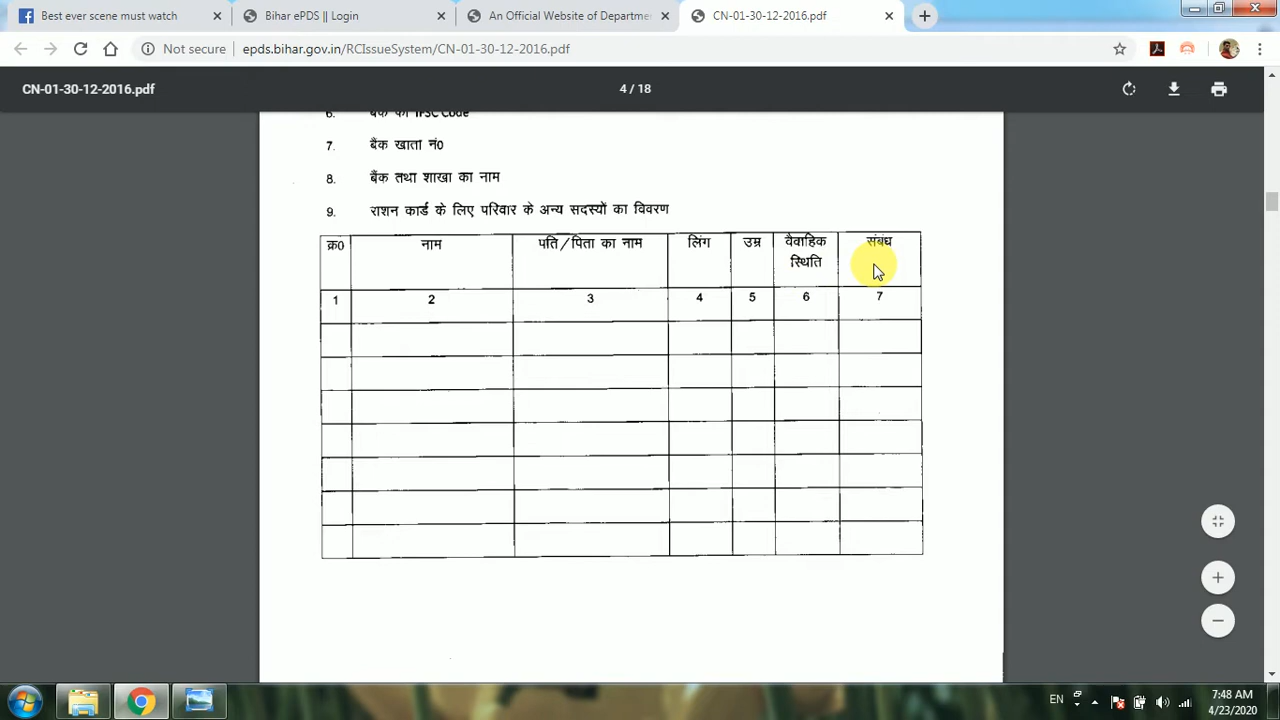 Best ever scene must watch
Bihar ePDS || Login
An Official Website of Departme
CN-01-30-12-2016.pdf
Not secure
epds.bihar.gov.in/RCIssueSystem/CN-01-30-12-2016.pdf
CN-01-30-12-2016.pdf
4 / 18
6. बैंक का IFSC Code
7. बैंक खाता नं0
8. बैंक तथा शाखा का नाम
9. राशन कार्ड के लिए परिवार के अन्य सदस्यों का विवरण
क्र0 नाम पति/पिता का नाम लिंग उम्र वैवाहिक स्थिति संबंध
1 2 3 4 5 6 7
EN
7:48 AM
4/23/2020